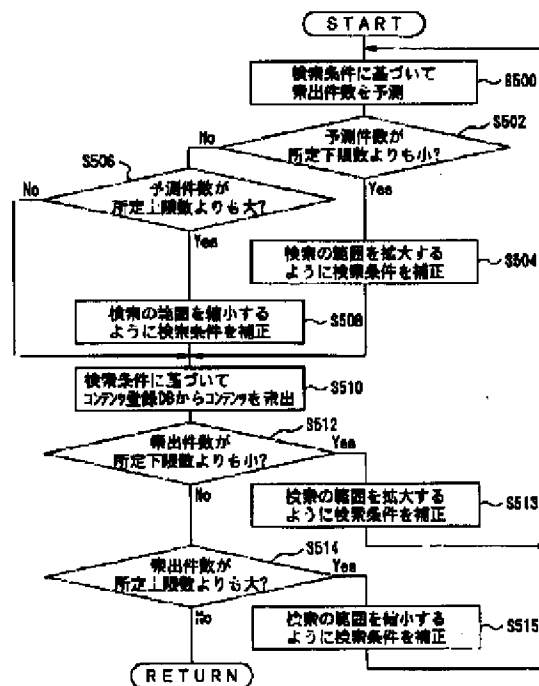 START
検索条件に基づいて
索出件数を予測
S500
S502
予測件数が
所定下限数よりも小?
No
Yes
S506
予測件数が
所定上限数よりも大?
No
Yes
検索の範囲を拡大する
ように検索条件を補正
S504
検索の範囲を縮小する
ように検索条件を補正
S508
検索条件に基づいて
コンテンツ登録DBからコンテンツを索出
S510
S512
索出件数が
所定下限数よりも小?
Yes
No
検索の範囲を拡大する
ように検索条件を補正
S513
S514
索出件数が
所定上限数よりも大?
Yes
No
検索の範囲を縮小する
ように検索条件を補正
S515
RETURN